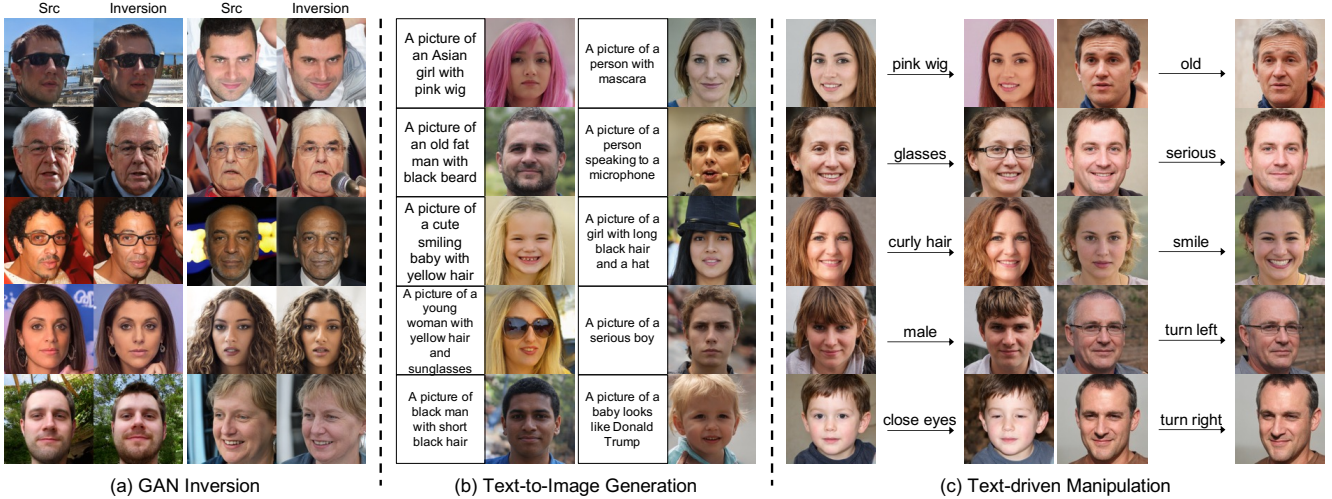 Src
Inversion
Src
Inversion
A picture of
an Asian
girl with
pink wig
A picture of a
person with
mascara
A picture of
an old fat
man with
black beard
A picture of a
person
speaking to a
microphone
A picture of
a cute
smiling
baby with
yellow hair
A picture of a
girl with long
black hair
and a hat
A picture of a
young
woman with
yellow hair
and
sunglasses
A picture of a
serious boy
A picture of
black man
with short
black hair
A picture of a
baby looks
like Donald
Trump
pink wig
old
glasses
serious
curly hair
smile
male
turn left
close eyes
turn right
(a) GAN Inversion
(b) Text-to-Image Generation
(c) Text-driven Manipulation